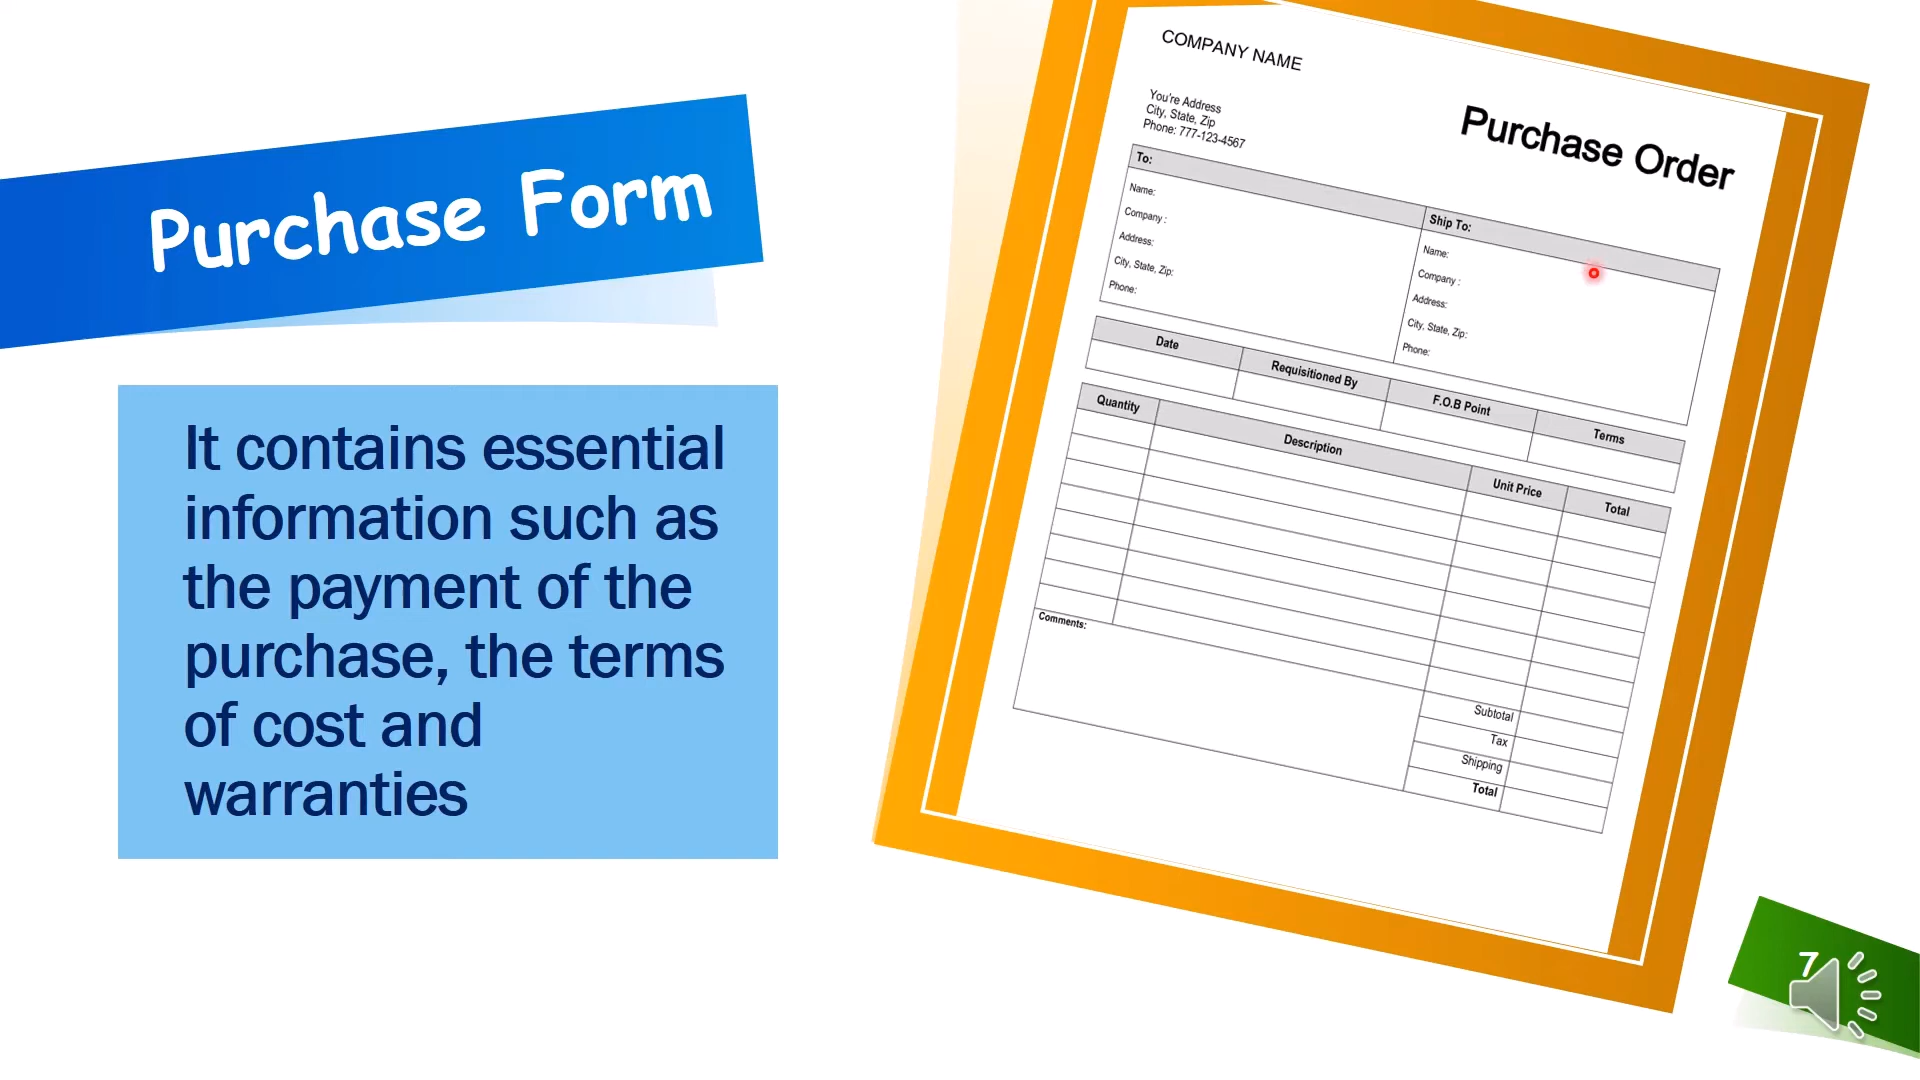 Purchase Form
It contains essential
information such as
the payment of the
purchase, the terms
of cost and
warranties
COMPANY NAME
You're Address
City, State, Zip
Phone: 777-123-4567
Purchase Order
To:
Name:
Company :
Address:
City, State, Zip:
Phone:
Ship To:
Name:
Company :
Address:
City, State, Zip:
Phone:
Date Requisitioned By F.O.B Point Terms
Quantity Description Unit Price Total
Comments:
Subtotal
Tax
Shipping
Total
7